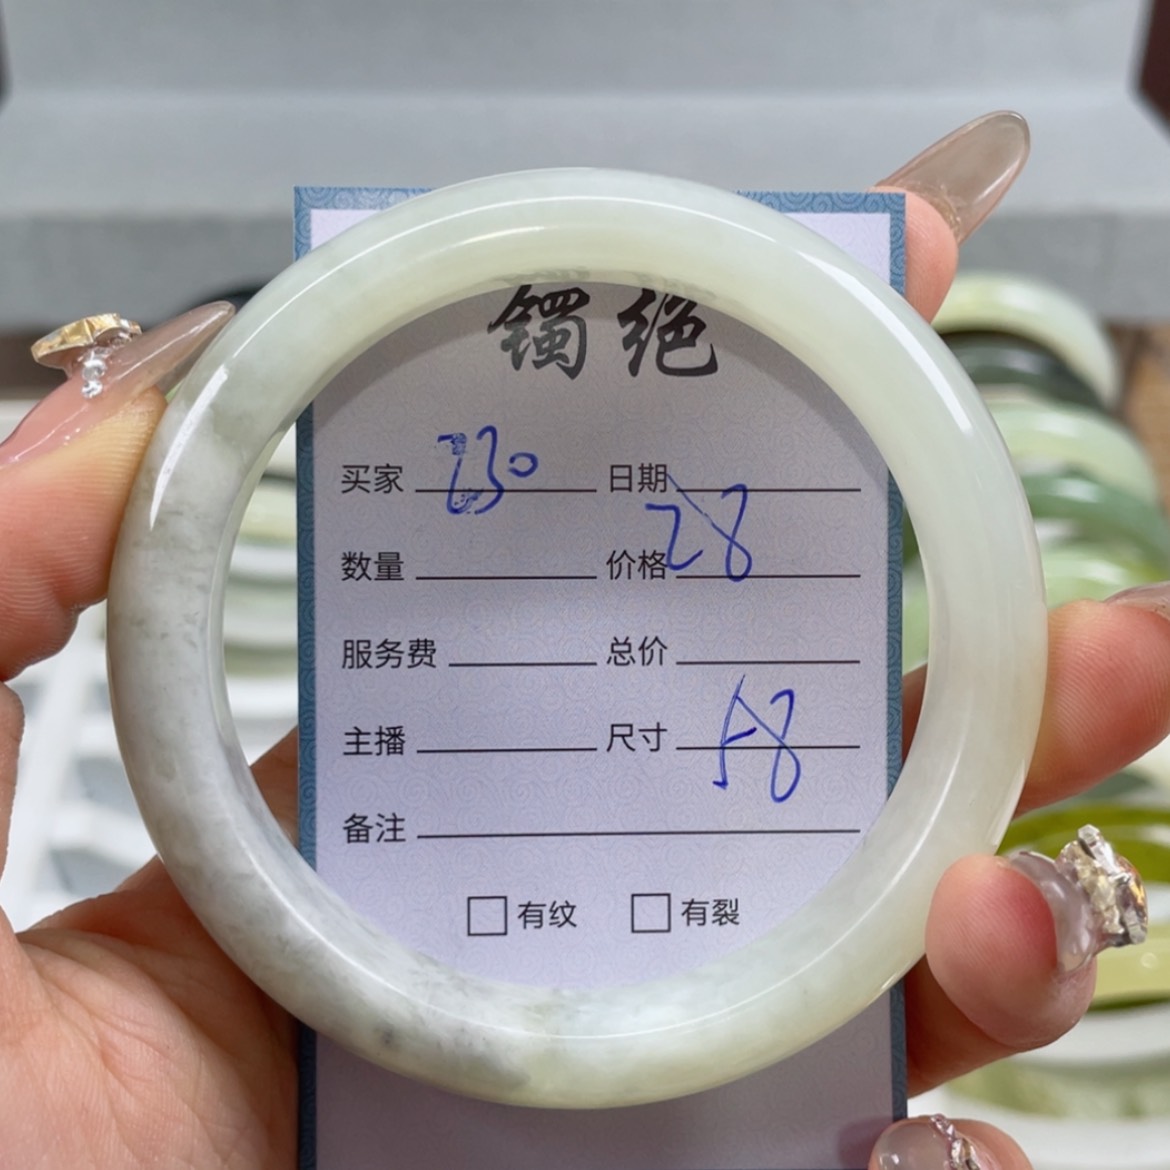 镯绝
买家 730 日期
数量 价格 28
服务费 总价
主播 尺寸 58
备注
□有纹 □有裂